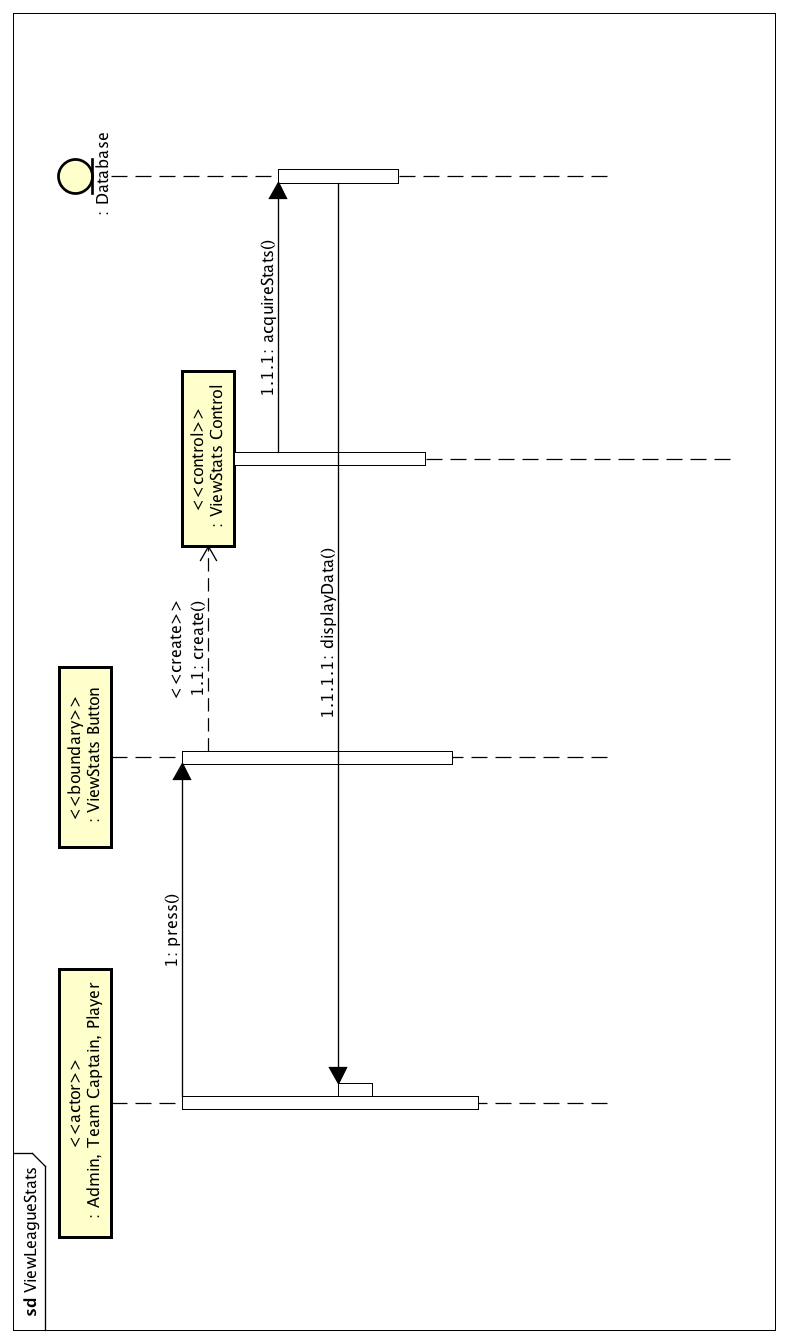 sd ViewLeagueStats
<<actor>>
: Admin, Team Captain, Player
<<boundary>>
: ViewStats Button
<<control>>
: ViewStats Control
: Database
1: press()
<<create>>
1.1: create()
1.1.1: acquireStats()
1.1.1.1: displayData()